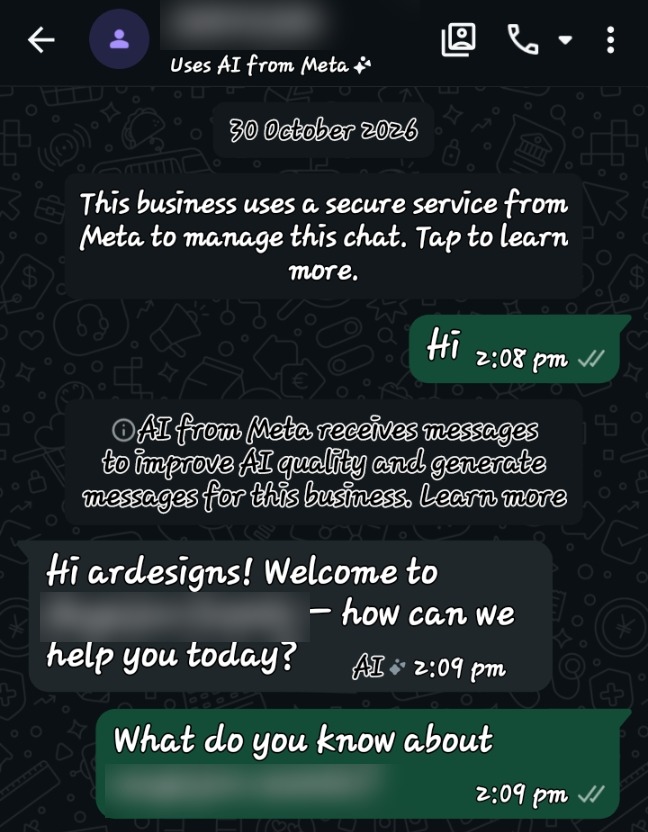 Uses AI from Meta
30 October 2026
This business uses a secure service from
Meta to manage this chat. Tap to learn
more.
Hi 2:08 pm
AI from Meta receives messages
to improve AI quality and generate
messages for this business. Learn more
Hi ardesigns! Welcome to
– how can we
help you today? AI 2:09 pm
What do you know about
2:09 pm